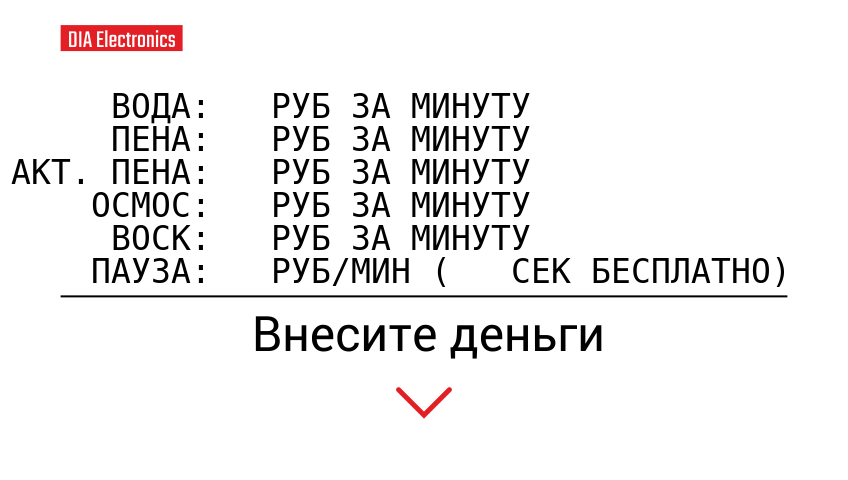 DIA Electronics
ВОДА: РУБ ЗА МИНУТУ
ПЕНА: РУБ ЗА МИНУТУ
АКТ. ПЕНА: РУБ ЗА МИНУТУ
ОСМОС: РУБ ЗА МИНУТУ
ВОСК: РУБ ЗА МИНУТУ
ПАУЗА: РУБ/МИН ( СЕК БЕСПЛАТНО)
Внесите деньги